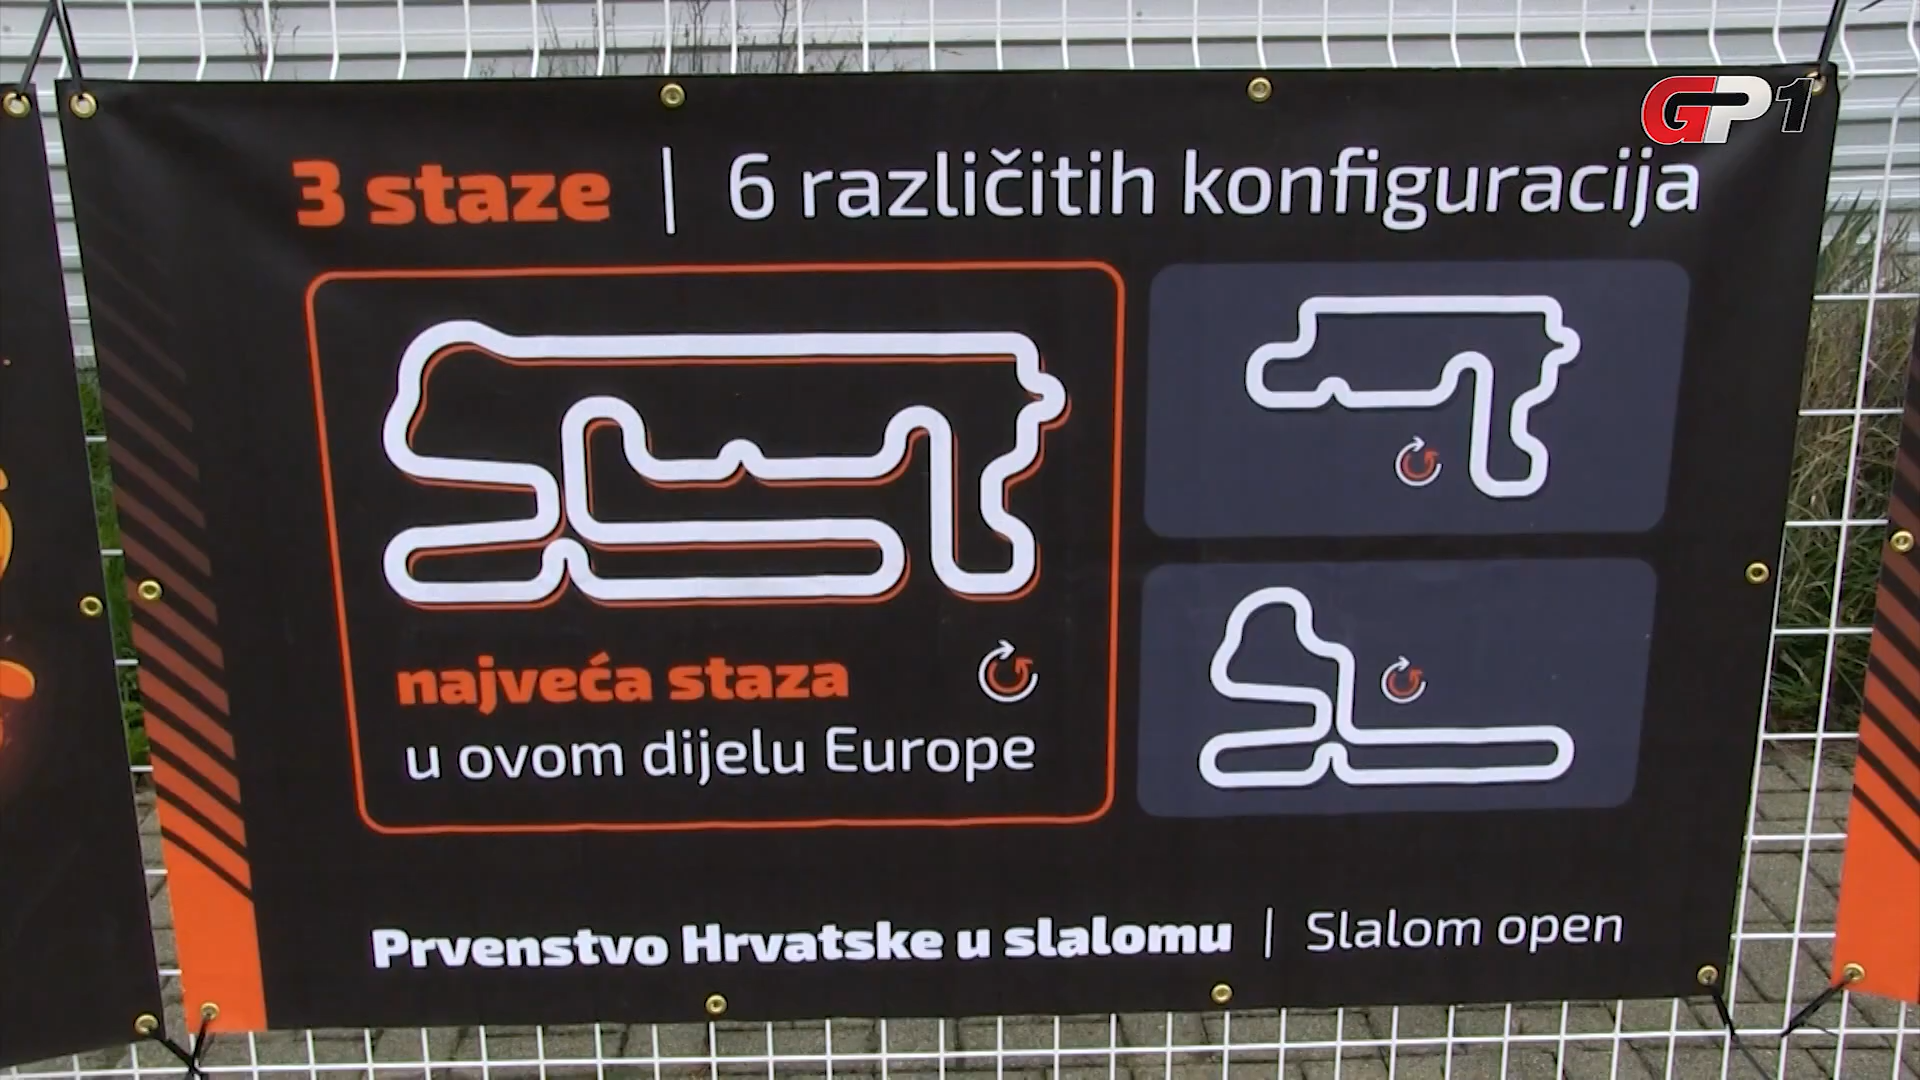 GP1
3 staze | 6 različitih konfiguracija
najveća staza
u ovom dijelu Europe
Prvenstvo Hrvatske u slalomu | Slalom open